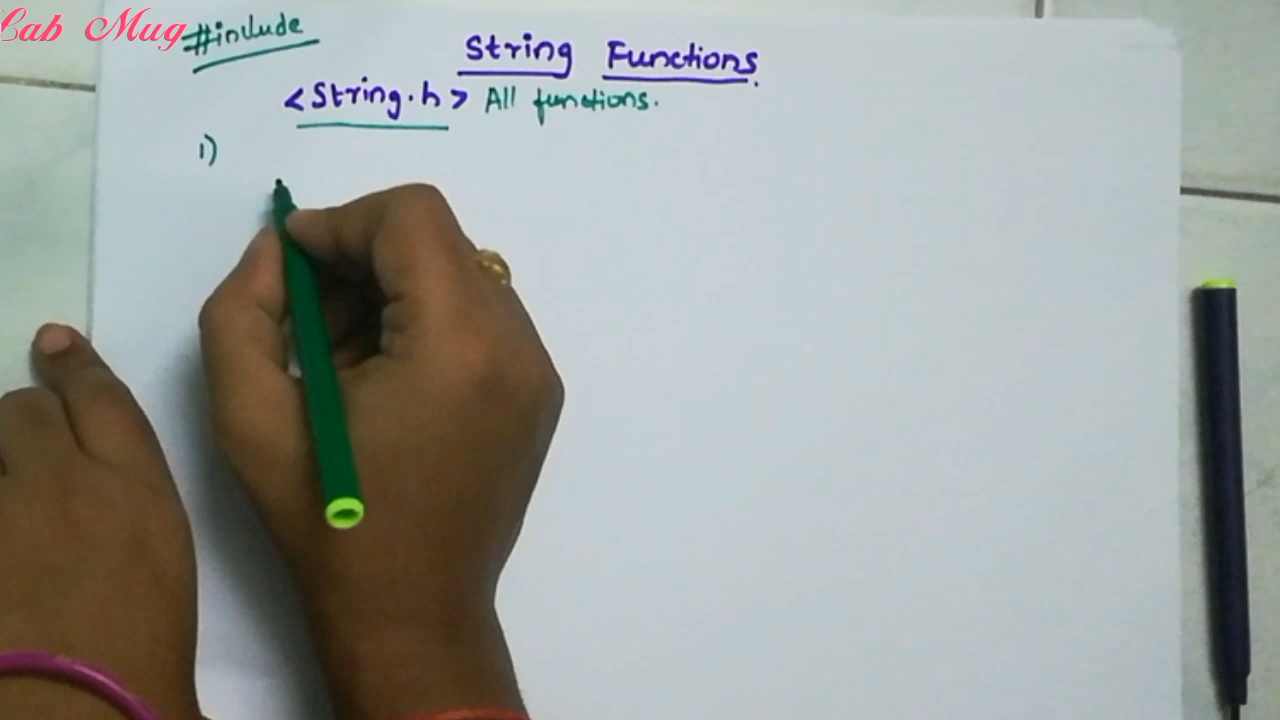 Lab Mug
#include
String Functions.
<String.h> All functions.
1)